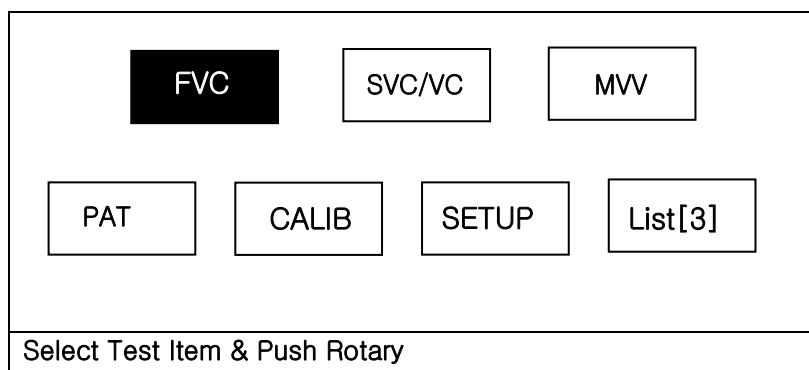 FVC SVC/VC MVV
PAT CALIB SETUP List[3]
Select Test Item & Push Rotary